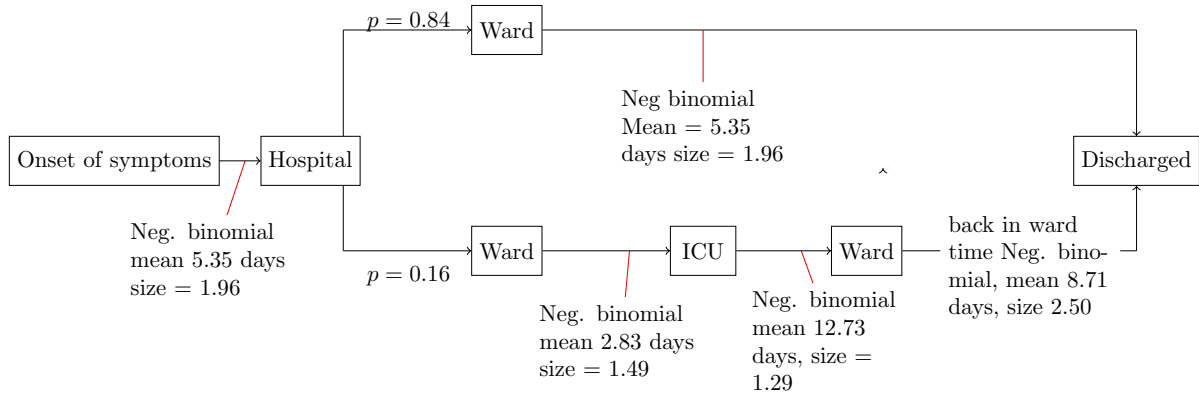 p = 0.84
Ward
Neg binomial
Mean = 5.35
days size = 1.96
Onset of symptoms
Hospital
Discharged
Neg. binomial
mean 5.35 days
size = 1.96
p = 0.16
Ward
ICU
Ward
back in ward
time Neg. bino-
mial, mean 8.71
days, size 2.50
Neg. binomial
mean 2.83 days
size = 1.49
Neg. binomial
mean 12.73
days, size =
1.29